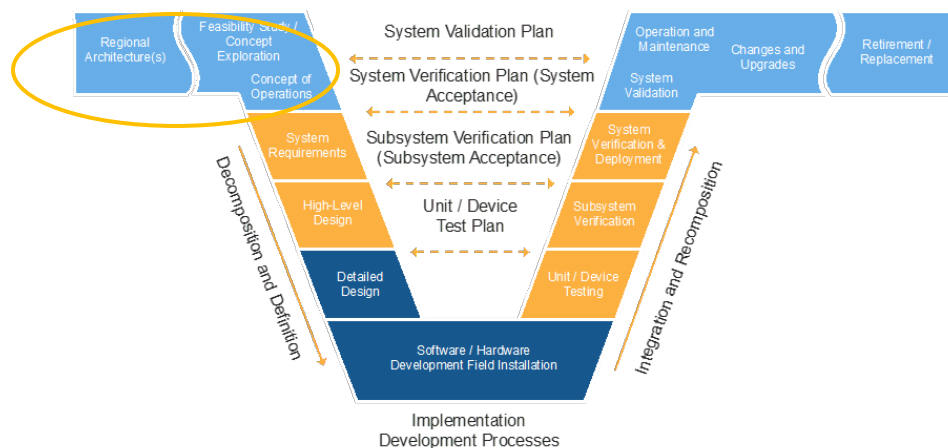 Regional
Architecture(s)
Feasibility Study /
Concept
Exploration
Concept of
Operations
System Validation Plan
System Verification Plan (System
Acceptance)
Subsystem Verification Plan
(Subsystem Acceptance)
Unit / Device
Test Plan
Operation and
Maintenance
System
Validation
Changes and
Upgrades
Retirement /
Replacement
System
Requirements
High-Level
Design
Detailed
Design
System
Verification &
Deployment
Subsystem
Verification
Unit / Device
Testing
Decomposition and Definition
Integration and Recomposition
Software / Hardware
Development Field Installation
Implementation
Development Processes